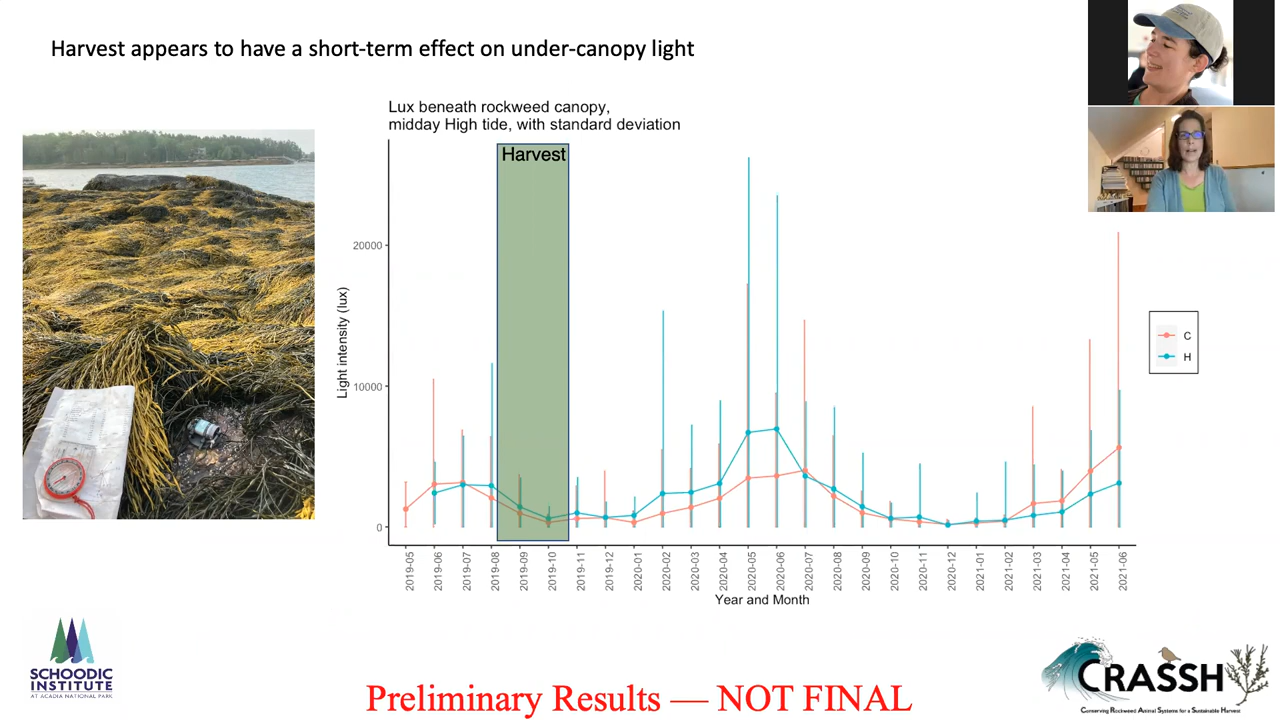 Harvest appears to have a short-term effect on under-canopy light
Lux beneath rockweed canopy,
midday High tide, with standard deviation
Harvest
Light intensity (lux)
20000
10000
0
2019-05
2019-06
2019-07
2019-08
2019-09
2019-10
2019-11
2019-12
2020-01
2020-02
2020-03
2020-04
2020-05
2020-06
2020-07
2020-08
2020-09
2020-10
2020-11
2020-12
2021-01
2021-02
2021-03
2021-04
2021-05
2021-06
Year and Month
C
H
SCHOODIC
INSTITUTE
AT ACADIA NATIONAL PARK
Preliminary Results — NOT FINAL
CRASSH
Conserving Rockweed Animal Systems for a Sustainable Harvest